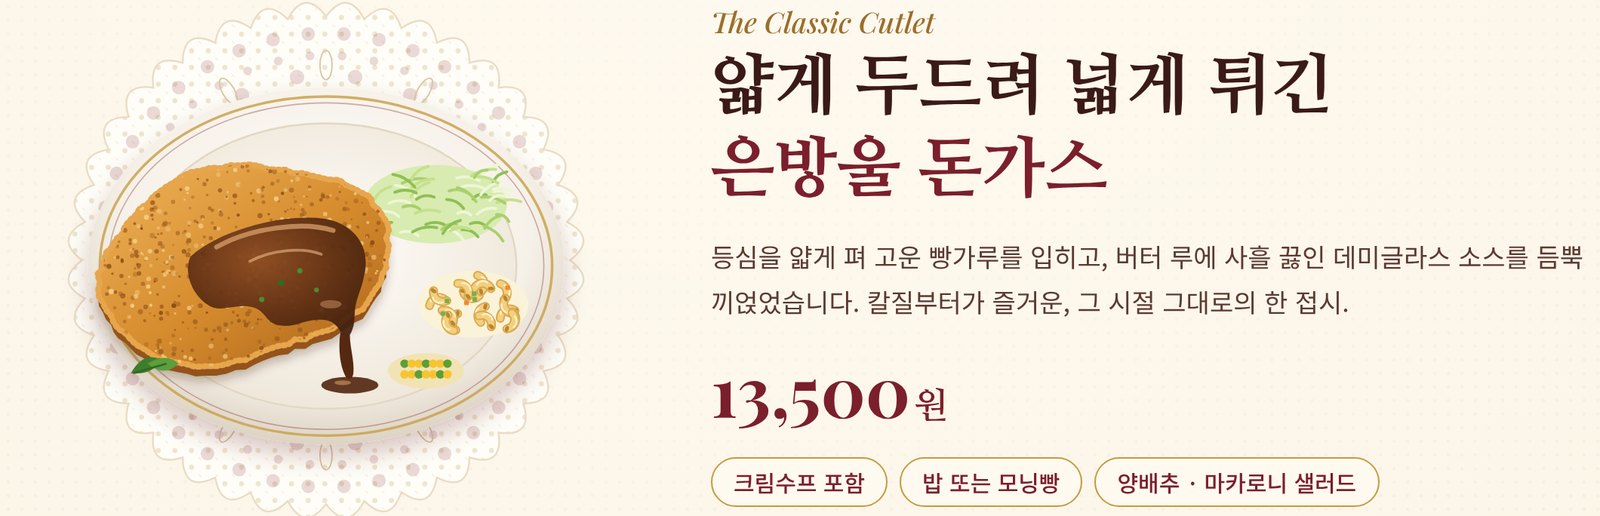 The Classic Cutlet
얇게 두드려 넓게 튀긴
은방울 돈가스
등심을 얇게 펴 고운 빵가루를 입히고, 버터 루에 사흘 끓인 데미글라스 소스를 듬뿍
끼얹었습니다. 칼질부터가 즐거운, 그 시절 그대로의 한 접시.
13,500원
크림수프 포함
밥 또는 모닝빵
양배추 · 마카로니 샐러드